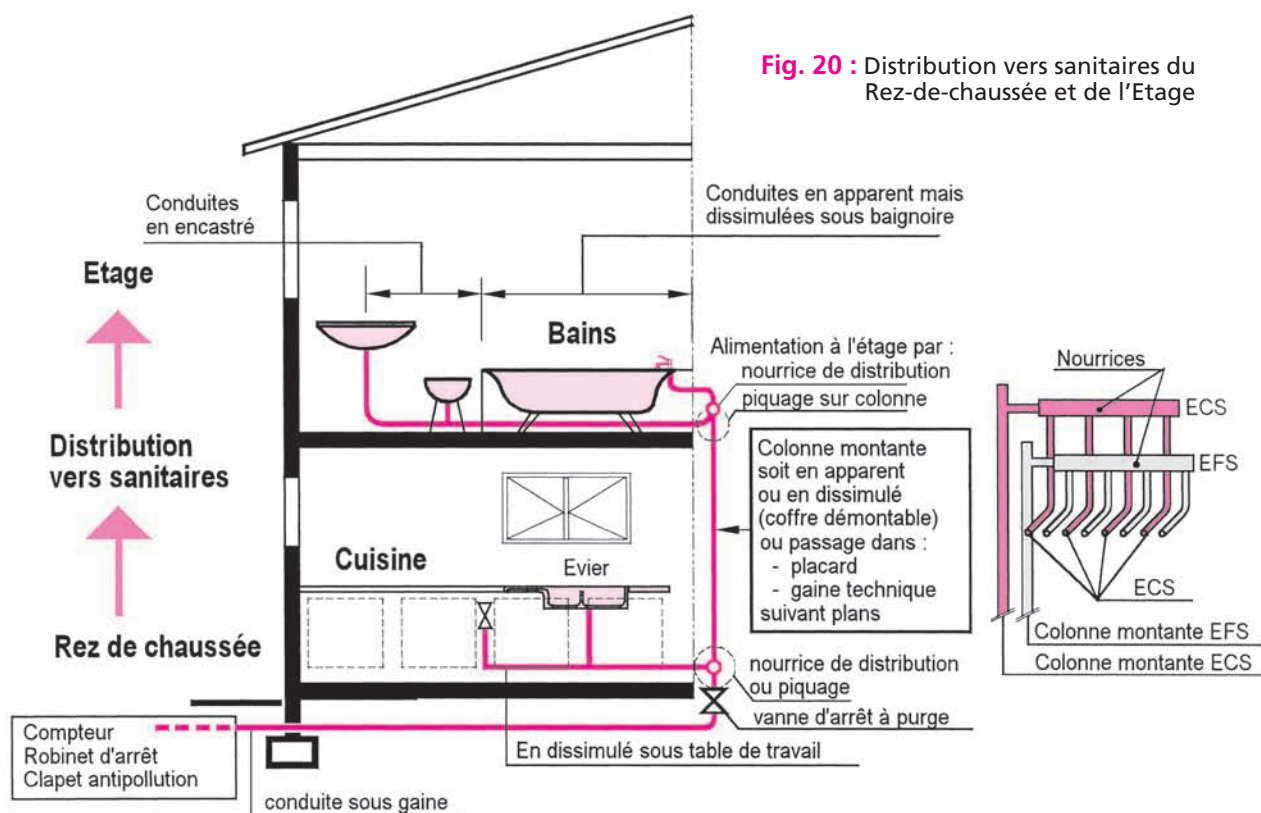 Fig. 20 : Distribution vers sanitaires du
Rez-de-chaussée et de l'Etage
Conduites
en encastré
Conduites en apparent mais
dissimulées sous baignoire
Etage
Bains
Alimentation à l'étage par :
nourrice de distribution
piquage sur colonne
Nourrices
ECS
EFS
Distribution
vers sanitaires
Colonne montante
soit en apparent
ou en dissimulé
(coffre démontable)
ou passage dans :
- placard
- gaine technique
suivant plans
Cuisine
Evier
ECS
Rez de chaussée
Colonne montante EFS
Colonne montante ECS
nourrice de distribution
ou piquage
vanne d'arrêt à purge
Compteur
Robinet d'arrêt
Clapet antipollution
En dissimulé sous table de travail
conduite sous gaine